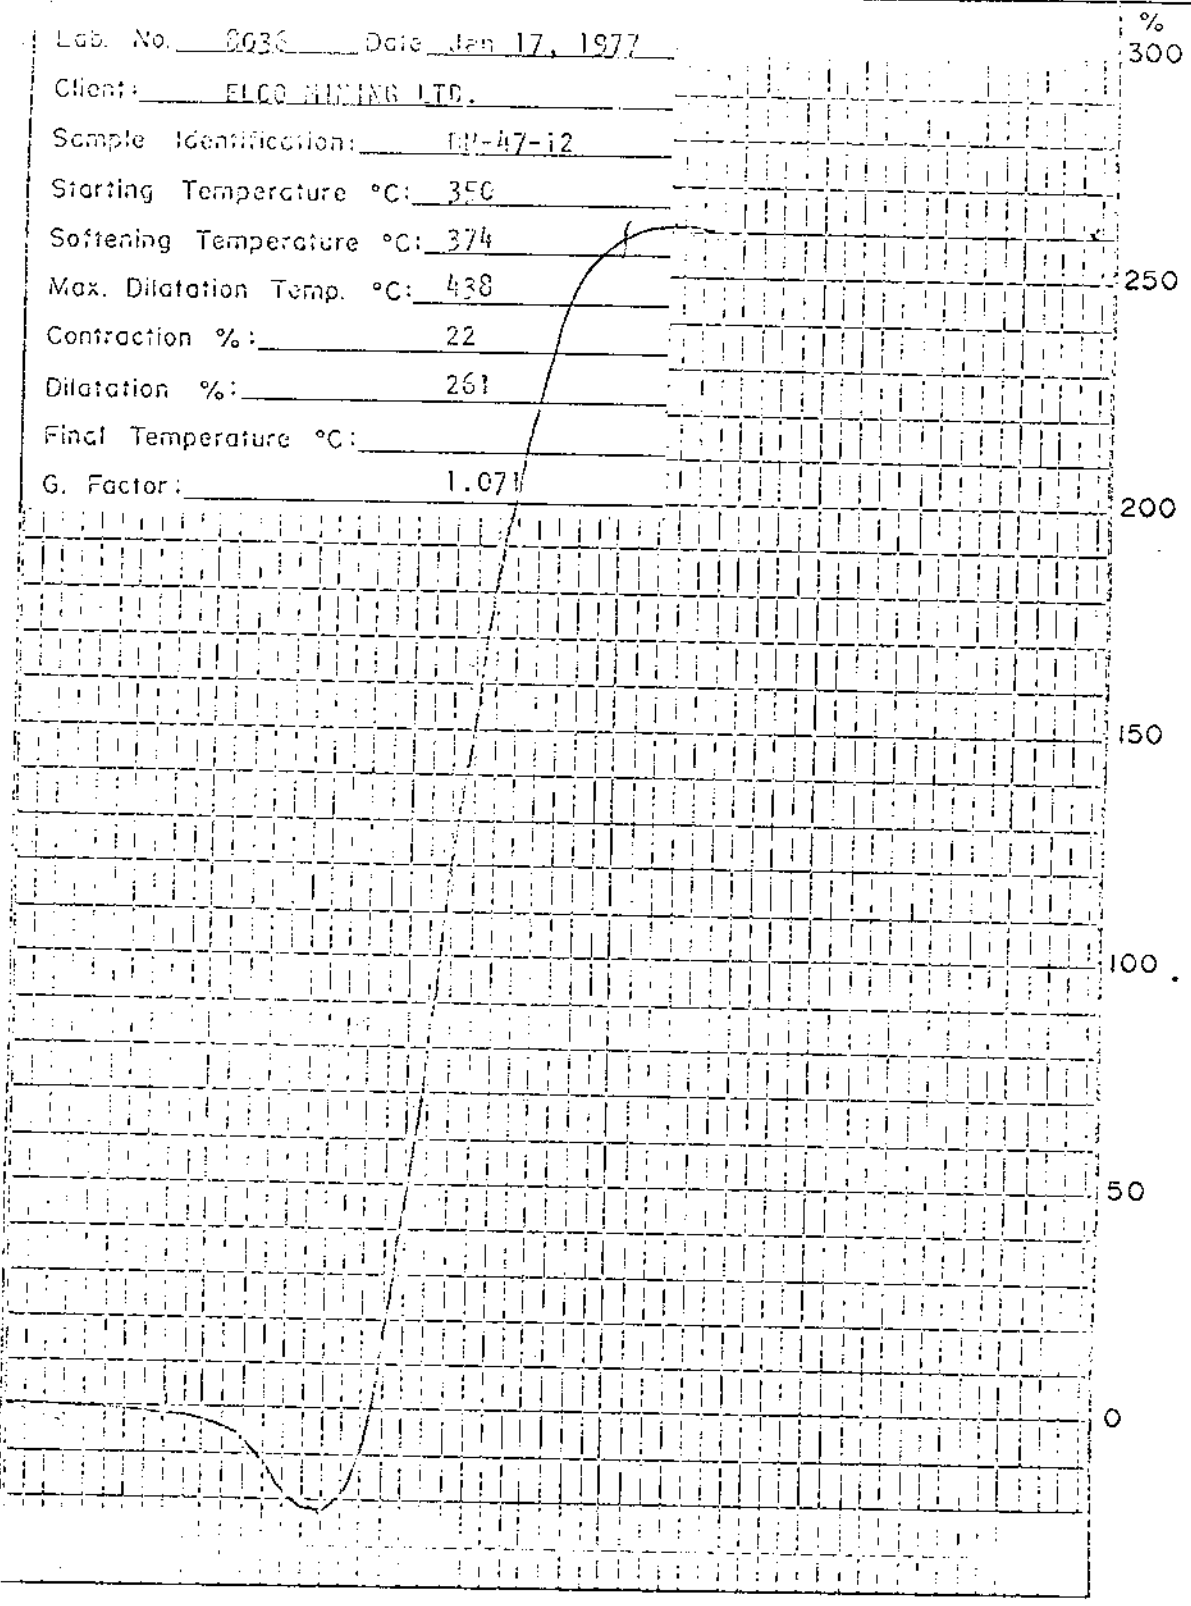 Lab. No. Date Jan 17, 1977
Client: ELCO MINING LTD.
Sample Identification: -47-12
Starting Temperature °C: 350
Softening Temperature °C: 374
Max. Dilatation Temp. °C: 438
Contraction %: 22
Dilatation %: 261
Final Temperature °C:
G. Factor: 1.071
%
300
250
200
150
100
50
0